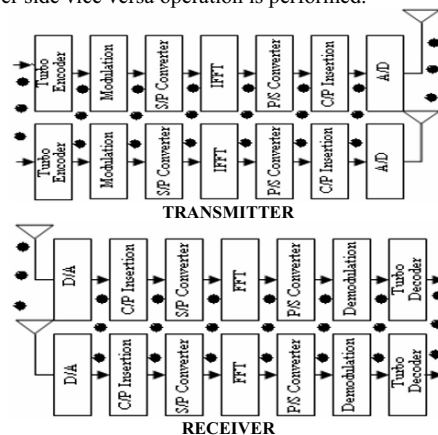 er side vice versa operation is performed.
Turbo Encoder
Modulation
S/P Converter
IFFT
P/S Converter
C/P Insertion
A/D
Turbo Encoder
Modulation
S/P Converter
IFFT
P/S Converter
C/P Insertion
A/D
TRANSMITTER
D/A
C/P Insertion
S/P Converter
FFT
P/S Converter
Demodulation
Turbo Decoder
D/A
C/P Insertion
S/P Converter
FFT
P/S Converter
Demodulation
Turbo Decoder
RECEIVER